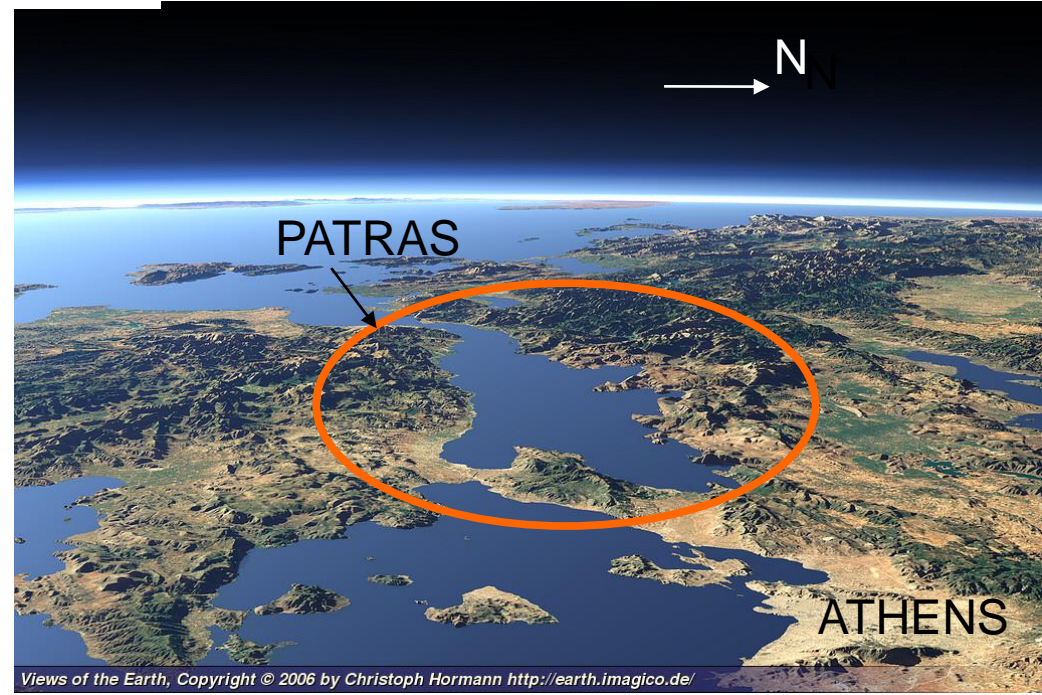 N
N
PATRAS
ATHENS
Views of the Earth, Copyright © 2006 by Christoph Hormann http://earth.imagico.de/